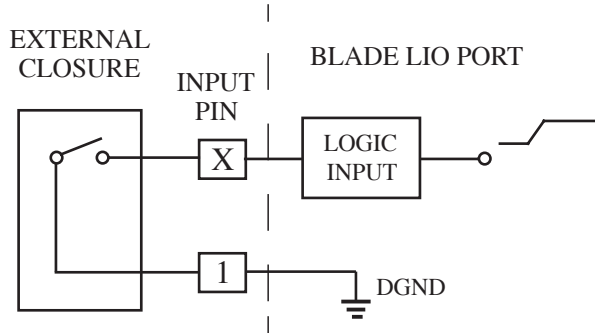 EXTERNAL
CLOSURE
INPUT
PIN
BLADE LIO PORT
X
LOGIC
INPUT
1
DGND